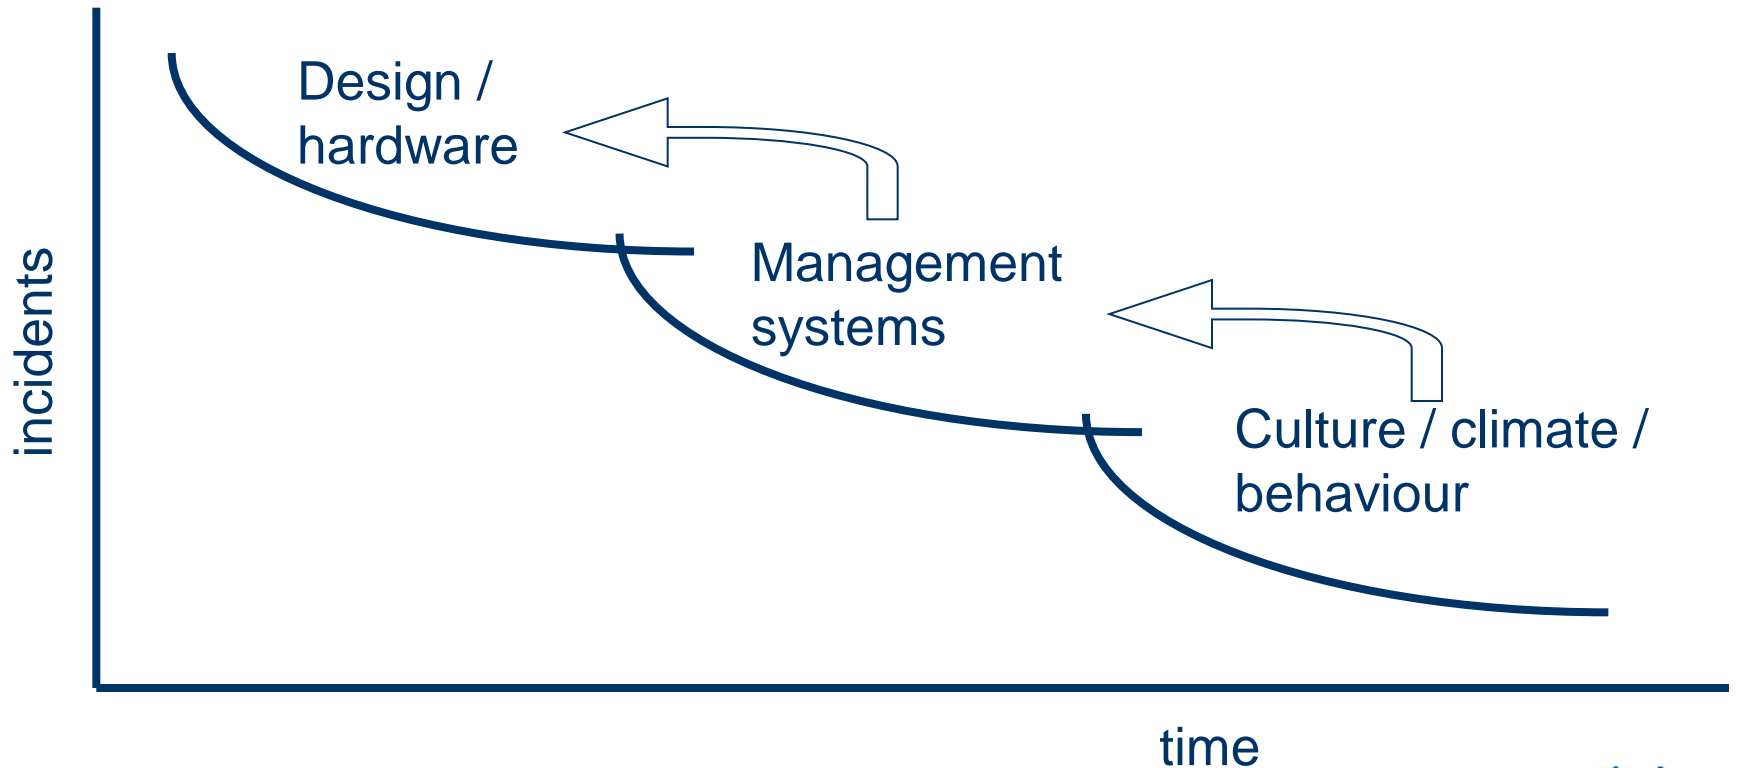 Design /
hardware
Management
systems
Culture / climate /
behaviour
incidents
time